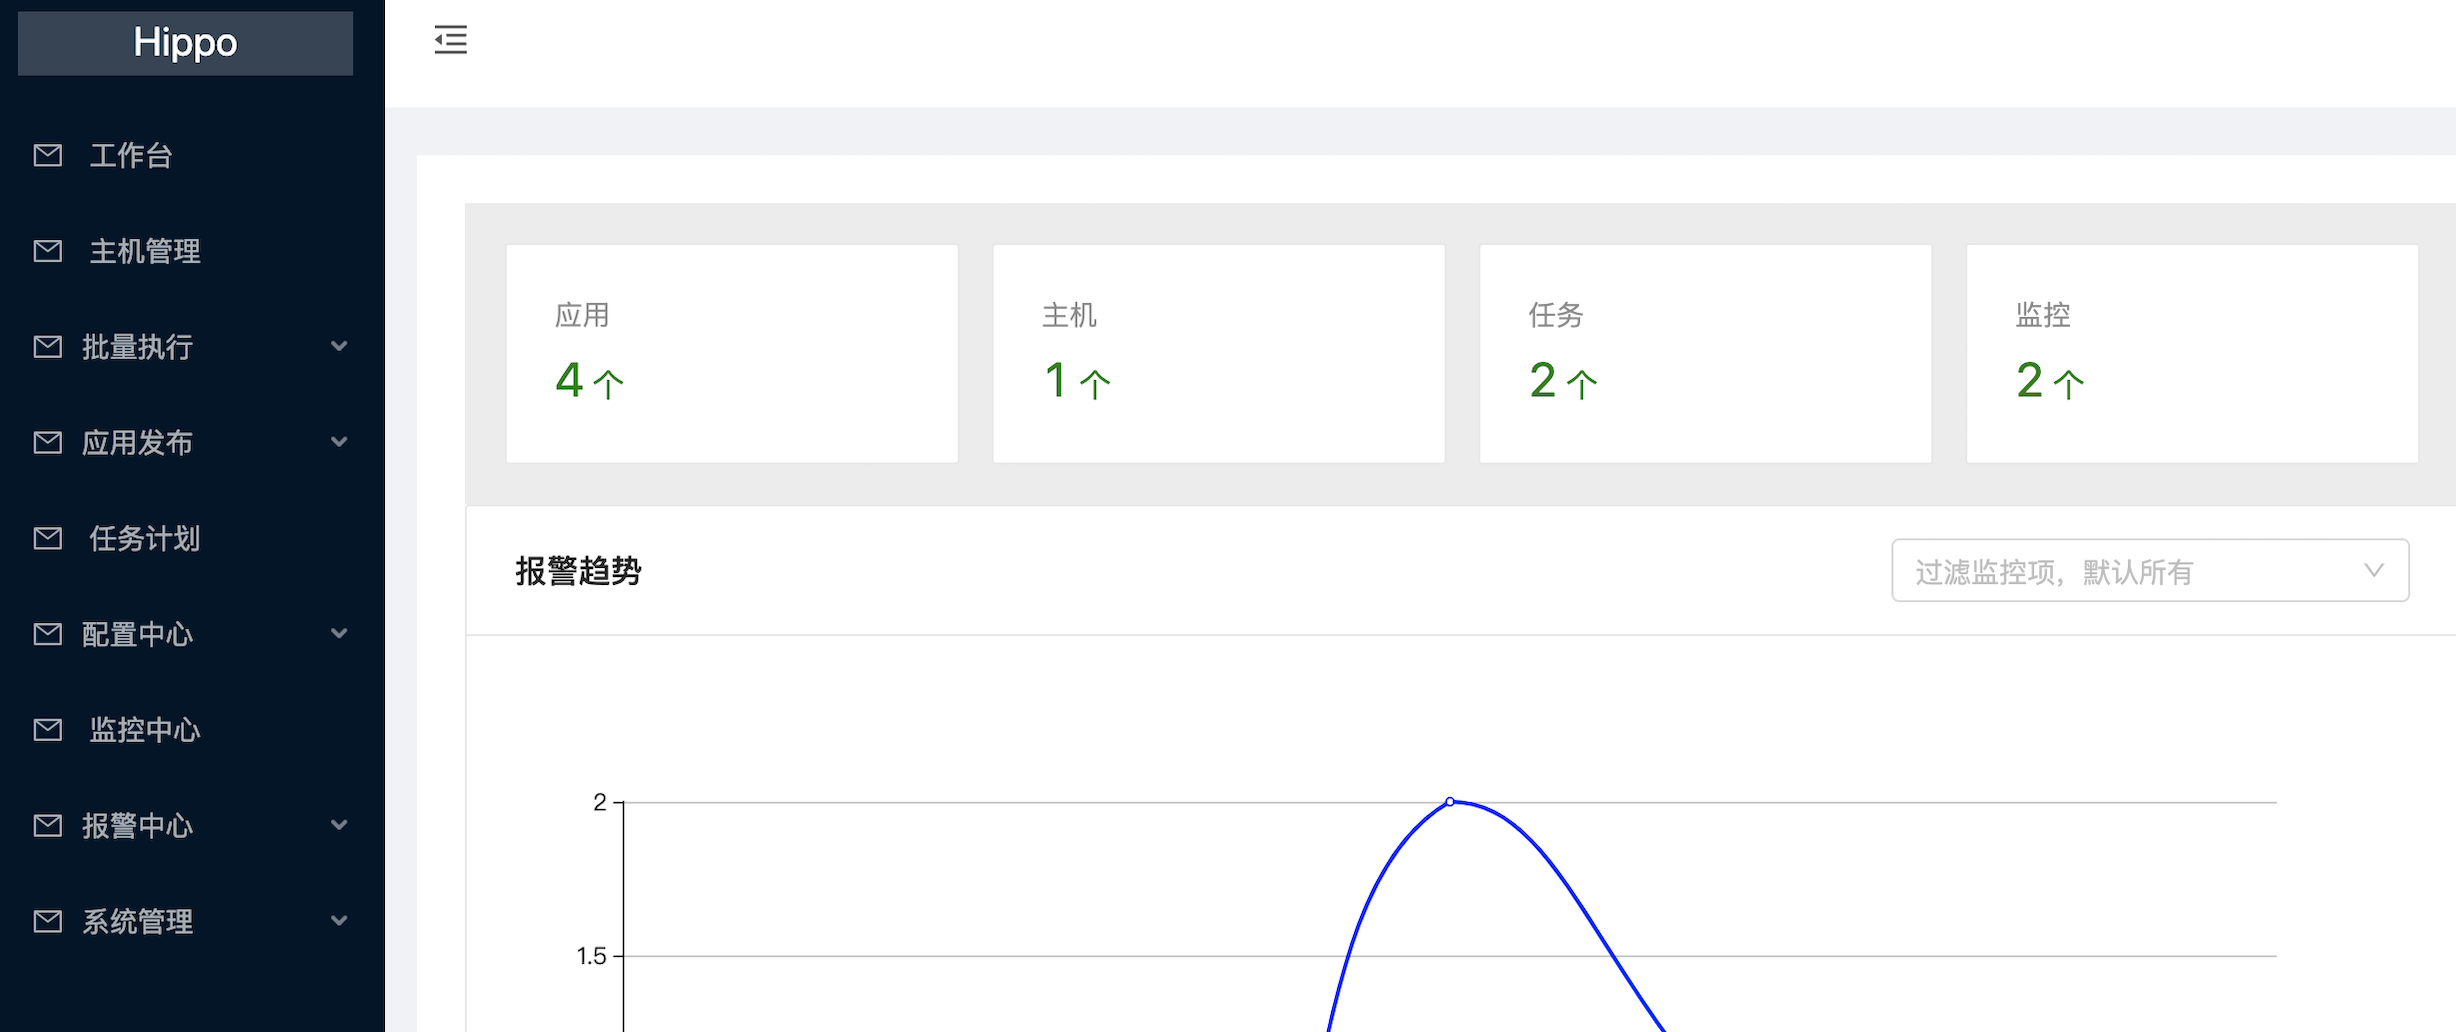 Hippo
工作台
主机管理
批量执行
应用发布
任务计划
配置中心
监控中心
报警中心
系统管理
应用
4 个
主机
1 个
任务
2 个
监控
2 个
报警趋势
过滤监控项，默认所有
2
1.5